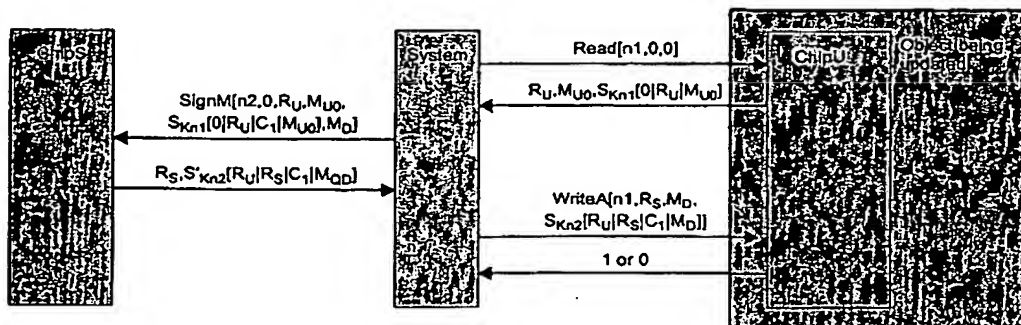 ChipS
System
Read[n1,0,0]
ChipU
Object being
updated
R_U,M_U0,S_Kn1[0|R_U|M_U0]
SignM[n2,0,R_U,M_U0,
S_Kn1[0|R_U|C_1|M_U0],M_D]
R_S,S'_Kn2[R_U|R_S|C_1|M_QD]
WriteA[n1,R_S,M_D,
S_Kn2[R_U|R_S|C_1|M_D]]
1 or 0